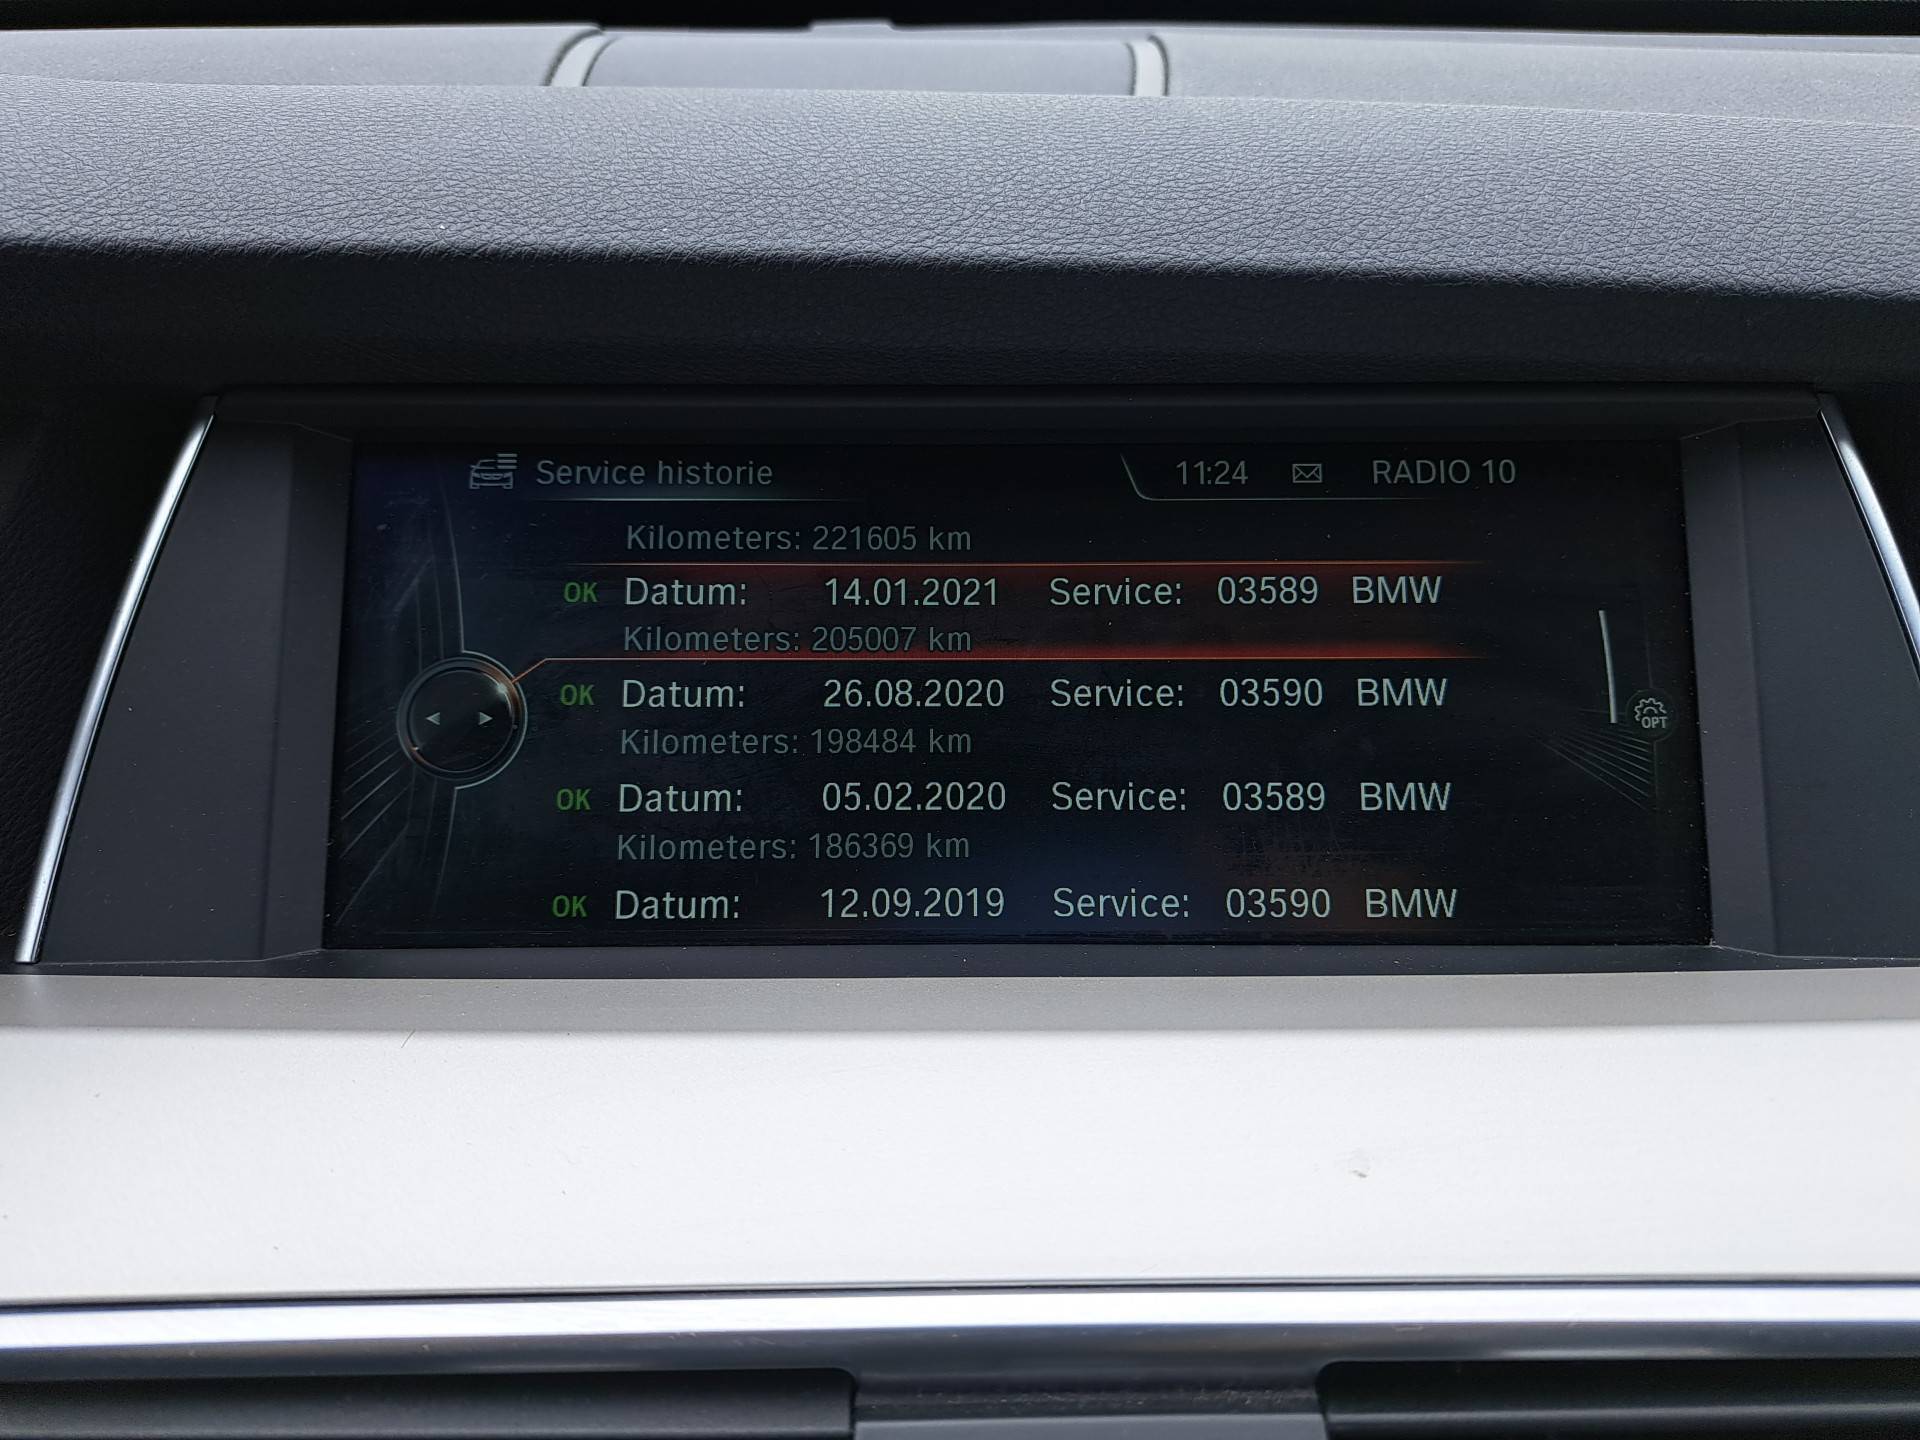 Service historie 11:24 RADIO 10
Kilometers: 221605 km
OK Datum: 14.01.2021 Service: 03589 BMW
Kilometers: 205007 km
OK Datum: 26.08.2020 Service: 03590 BMW
Kilometers: 198484 km
OPT
OK Datum: 05.02.2020 Service: 03589 BMW
Kilometers: 186369 km
OK Datum: 12.09.2019 Service: 03590 BMW